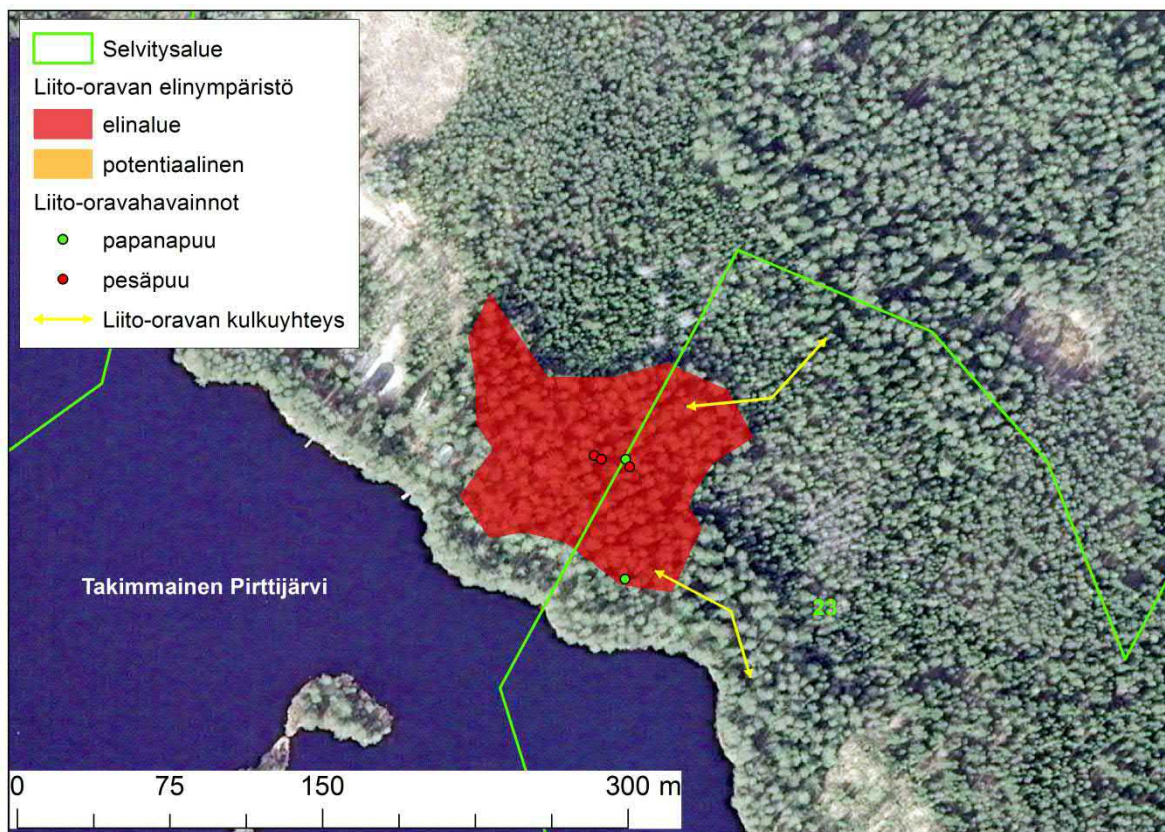 Selvitysalue
Liito-oravan elinympäristö
elinalue
potentiaalinen
Liito-oravahavainnot
papanapuu
pesäpuu
Liito-oravan kulkuyhteys
Takimmainen Pirttijärvi
23
0 75 150 300 m